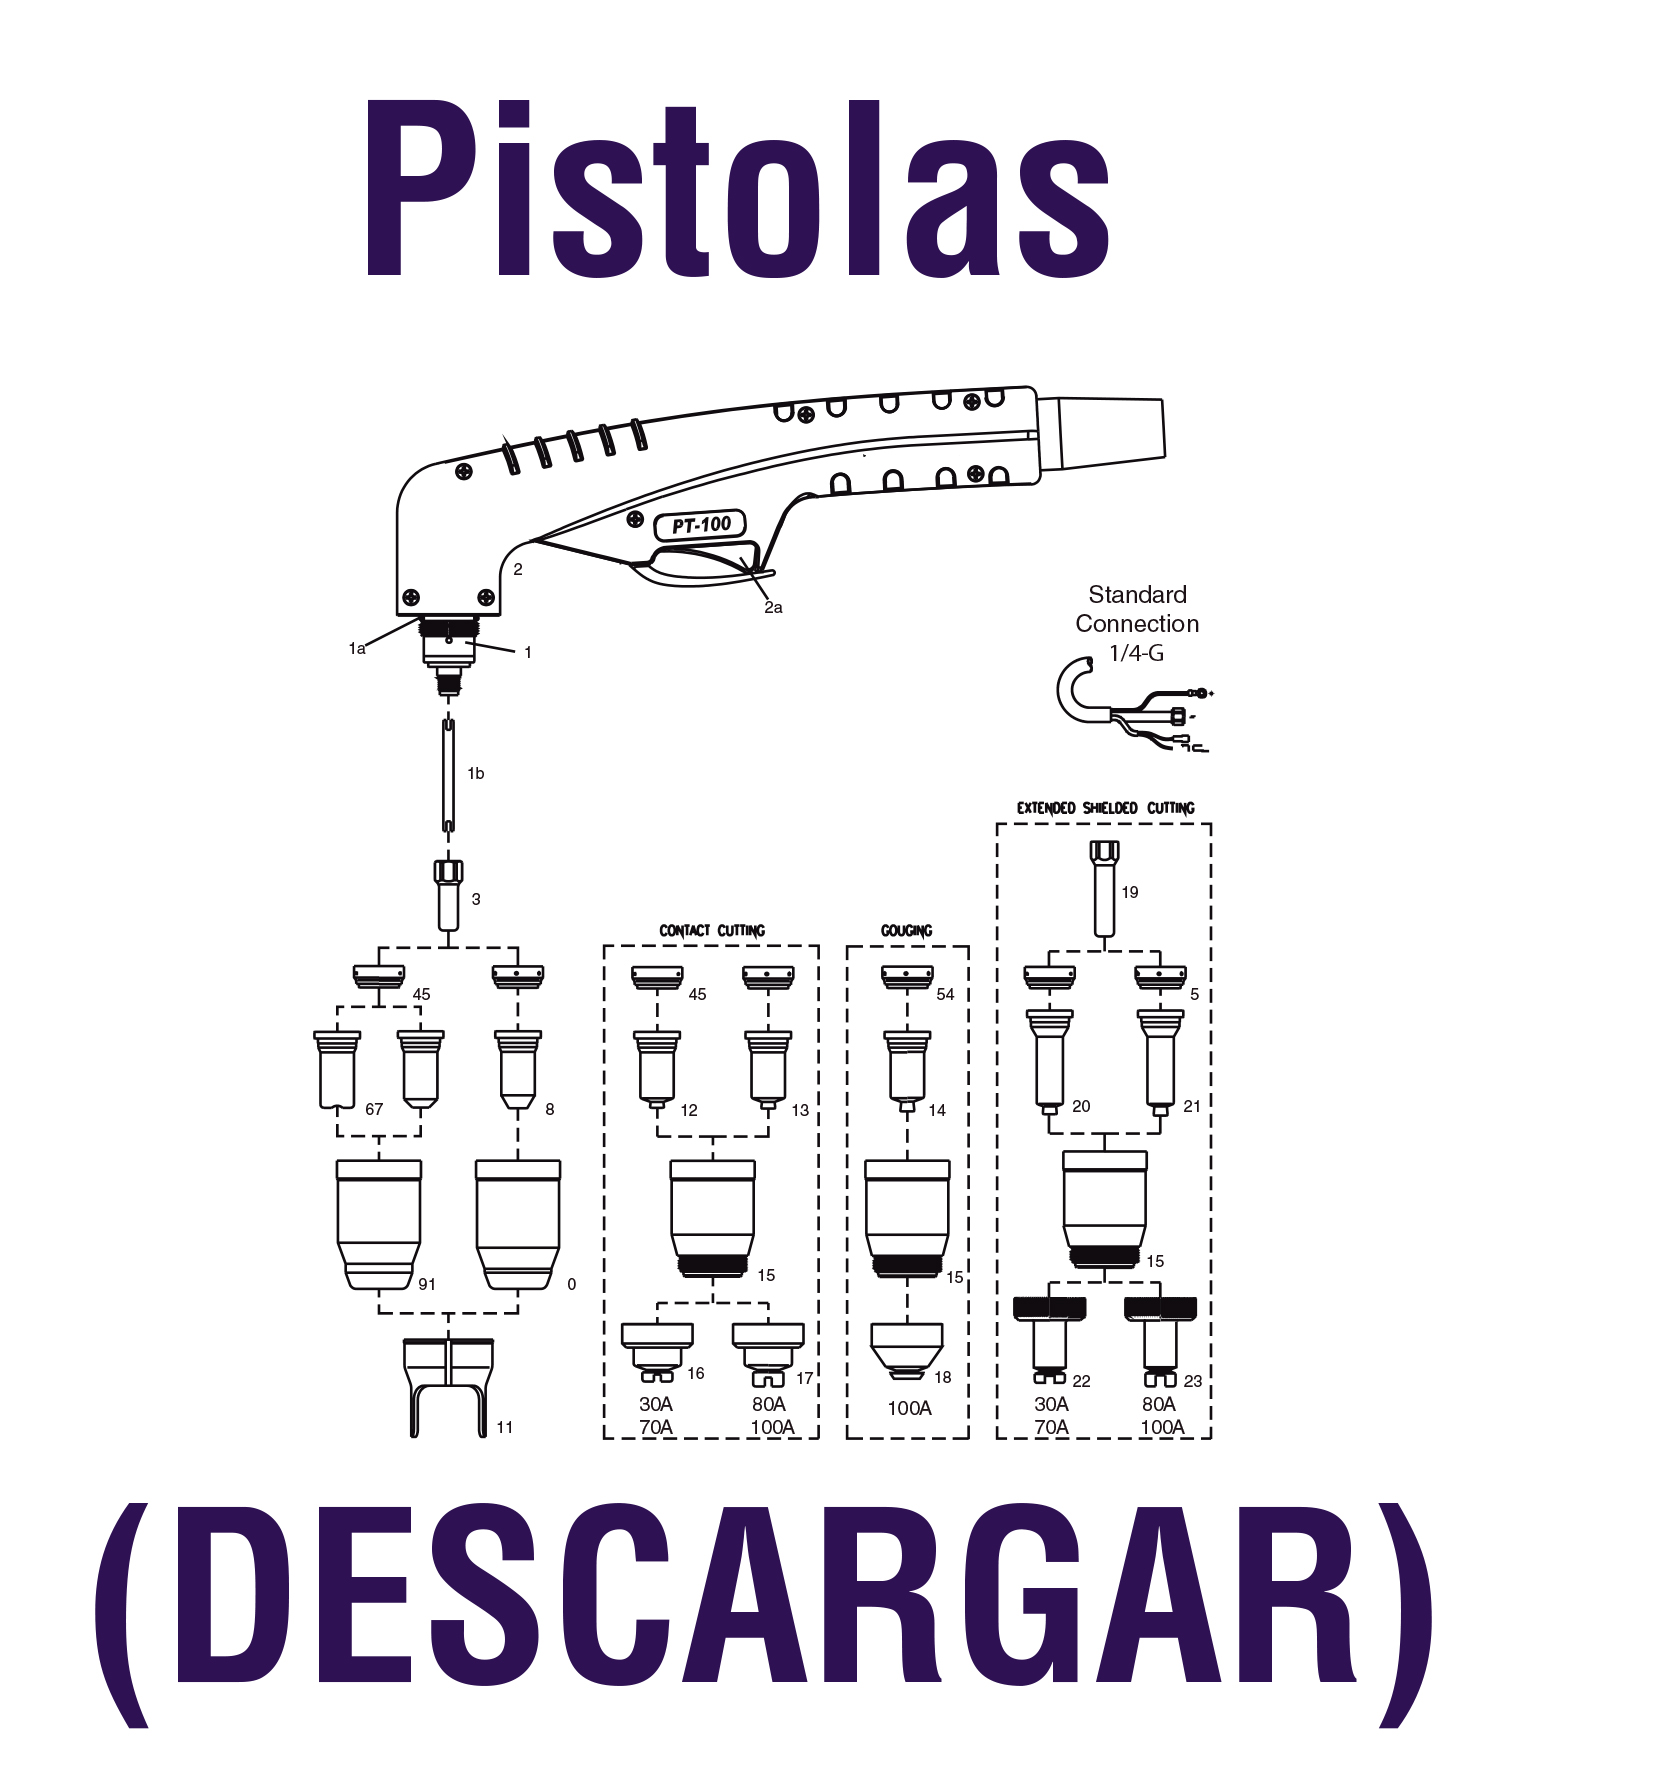 Pistolas
PT-100
2
2a
1a
1
Standard
Connection
1/4-G
+
-
1b
3
EXTENDED SHIELDED CUTTING
19
CONTACT CUTTING
GOUGING
45
45
54
5
67
8
12
13
14
20
21
91
0
15
15
15
16
17
18
22
23
30A
80A
100A
30A
80A
70A
100A
70A
100A
11
(DESCARGAR)